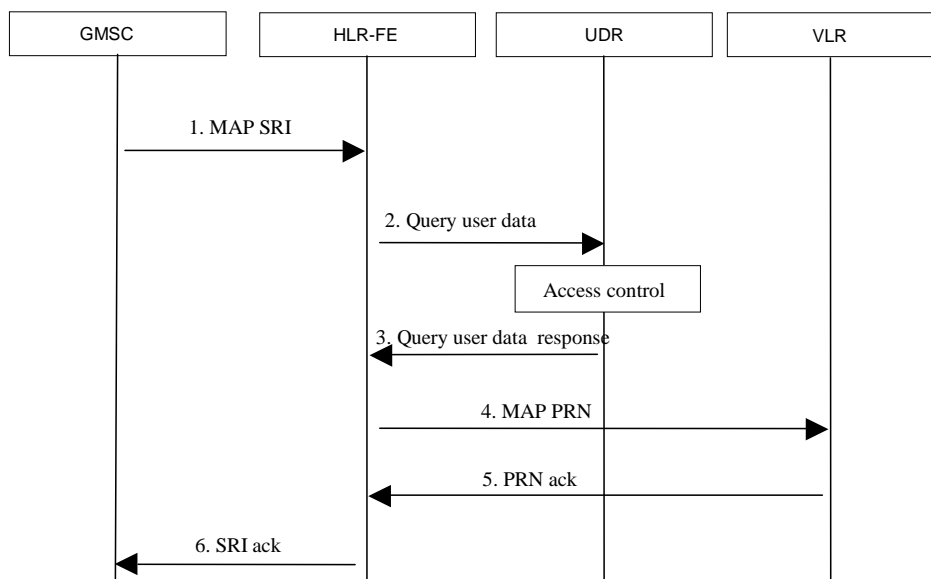 GMSC
HLR-FE
UDR
VLR
1. MAP SRI
2. Query user data
Access control
3. Query user data response
4. MAP PRN
5. PRN ack
6. SRI ack